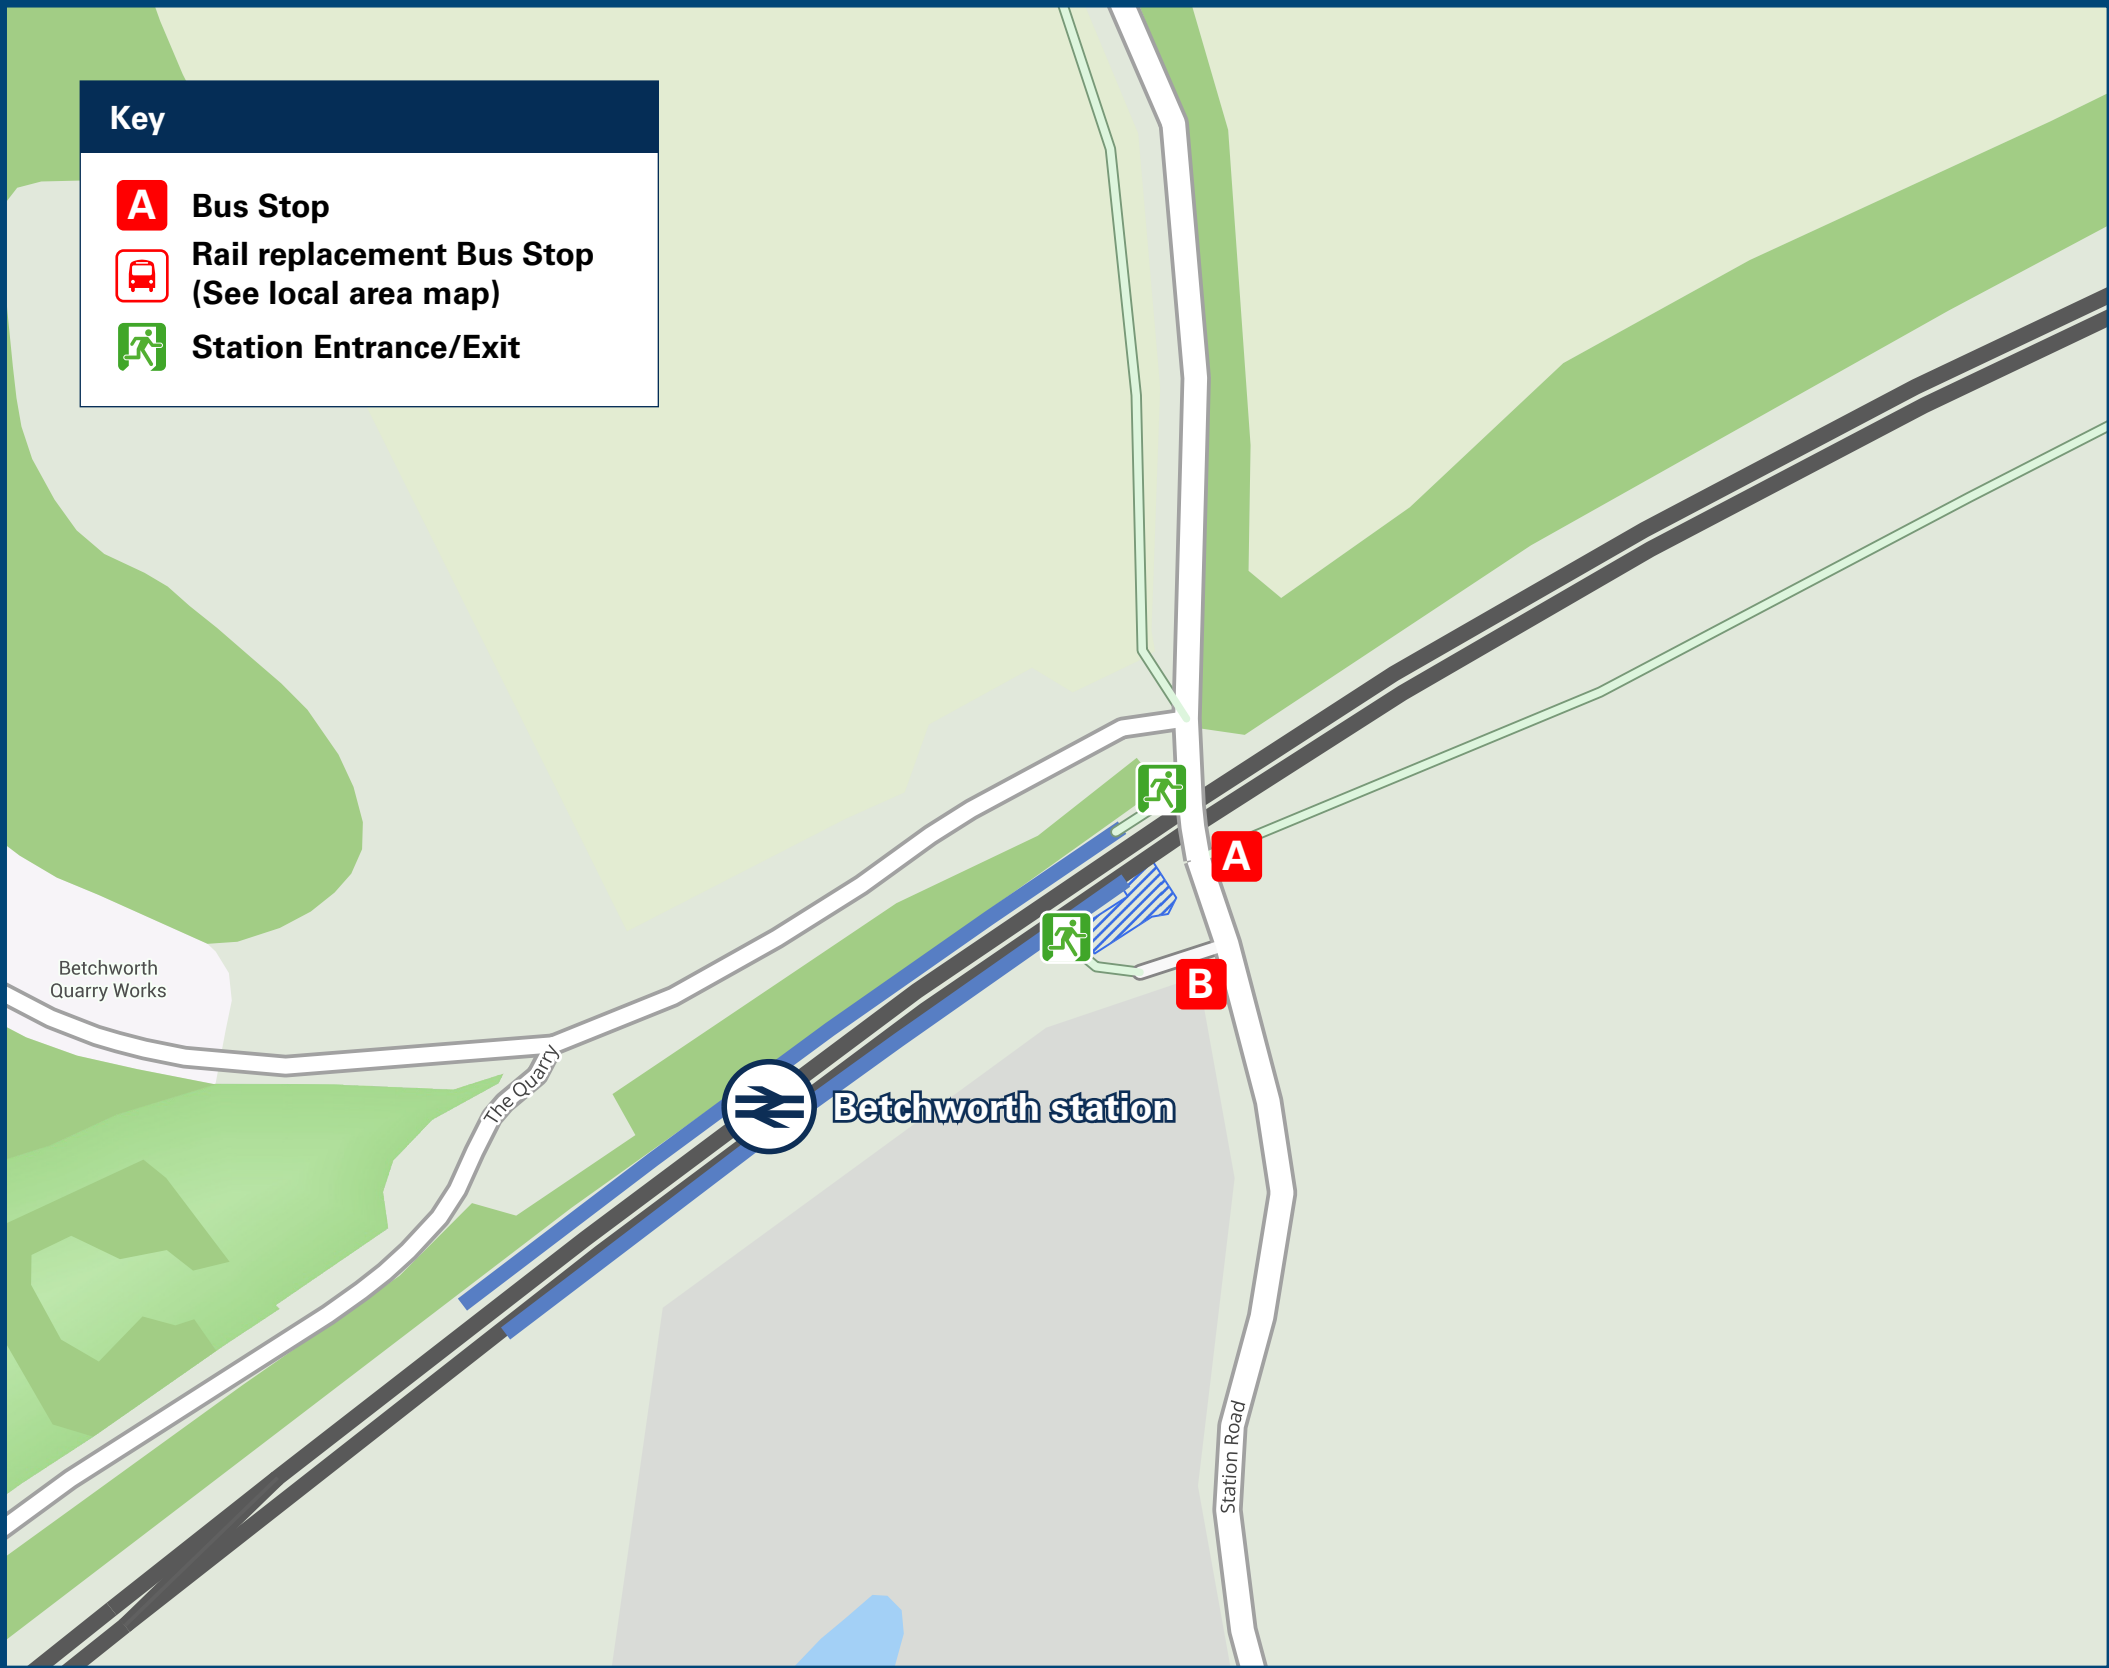 Key
A
Bus Stop
Rail replacement Bus Stop
(See local area map)
Station Entrance/Exit
A
Betchworth
Quarry Works
B
The Quarry
Betchworth station
Station Road